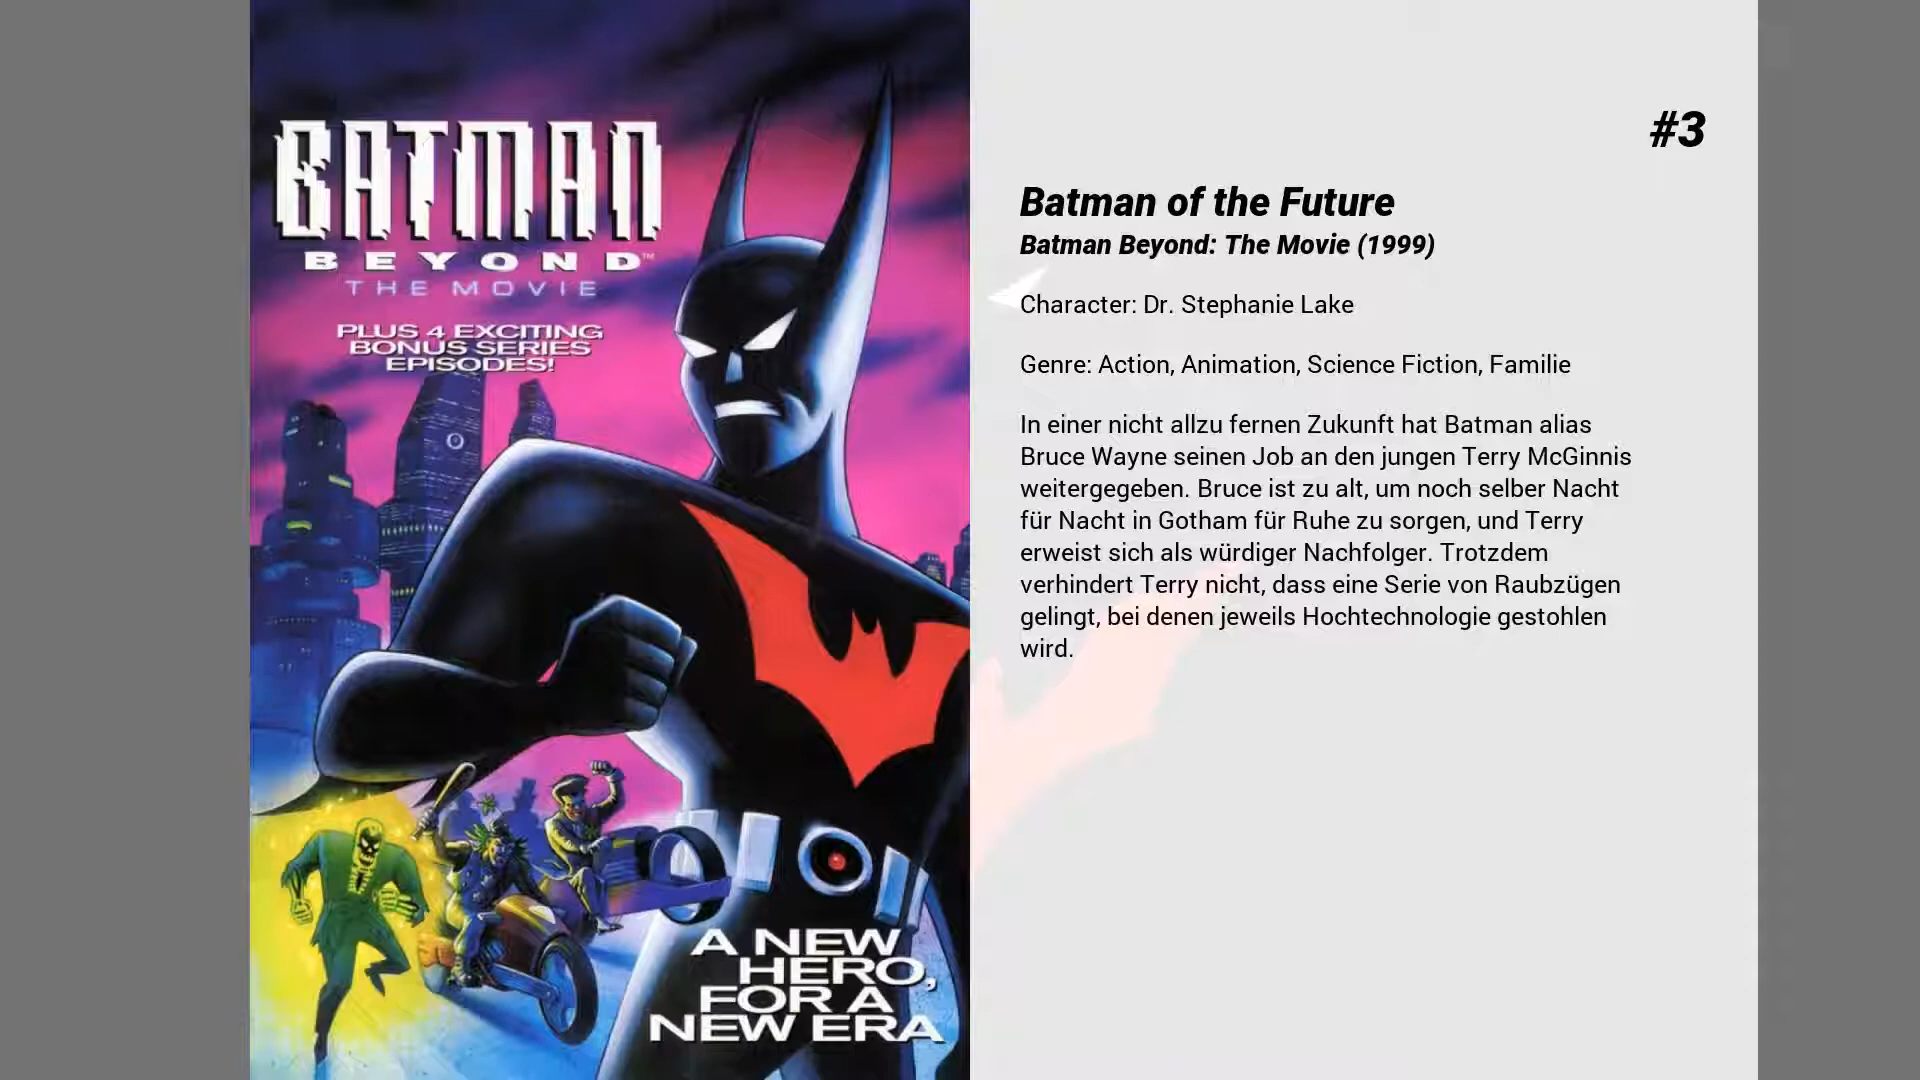 BATMAN
BEYOND™
THE MOVIE
PLUS 4 EXCITING
BONUS SERIES
EPISODES!
A NEW
HERO,
FOR A
NEW ERA
#3
Batman of the Future
Batman Beyond: The Movie (1999)
Character: Dr. Stephanie Lake
Genre: Action, Animation, Science Fiction, Familie
In einer nicht allzu fernen Zukunft hat Batman alias
Bruce Wayne seinen Job an den jungen Terry McGinnis
weitergegeben. Bruce ist zu alt, um noch selber Nacht
für Nacht in Gotham für Ruhe zu sorgen, und Terry
erweist sich als würdiger Nachfolger. Trotzdem
verhindert Terry nicht, dass eine Serie von Raubzügen
gelingt, bei denen jeweils Hochtechnologie gestohlen
wird.